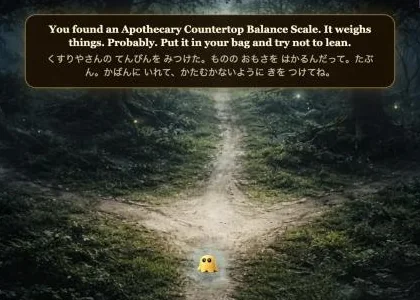 You found an Apothecary Countertop Balance Scale. It weighs
things. Probably. Put it in your bag and try not to lean.
くすりやさんの てんびんを みつけた。ものの おもさを はかるんだって。たぶ
ん。かばんに いれて、かたむかないように きを つけてね。